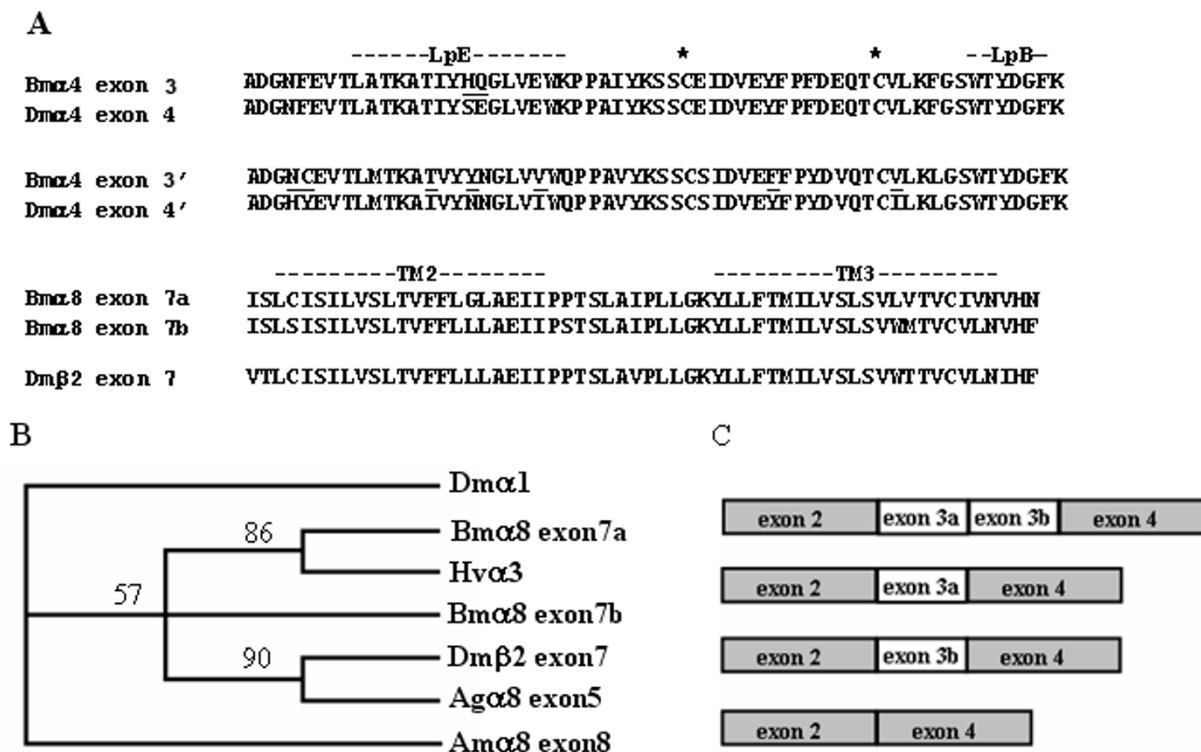 A
------LpE------- * * --LpB-
Bmα4 exon 3 ADGNFEVTLATKATIYHQGLVEWKPPAIYKSSCEIDVEYFPFDEQTCVLKFGSWTYDGFK
Dmα4 exon 4 ADGNFEVTLATKATIYSEGLVEWKPPAIYKSSCEIDVEYFPFDEQTCVLKFGSWTYDGFK
Bmα4 exon 3′ ADGNCEVTLMTKATVYYNGLVVWQPPAVYKSSCSIDVEFFPYDVQTCVLKLGSWTYDGFK
Dmα4 exon 4′ ADGHYEVTLMTKAIVYNNGLVIWQPPAVYKSSCSIDVEYFPYDVQTCILKLGSWTYDGFK
---------TM2-------- ---------TM3---------
Bmα8 exon 7a ISLCISILVSLTVFFLGLAEIIPPTSLAIPLLGKYLLFTMILVSLSVLVTVCIVNVHN
Bmα8 exon 7b ISLSISILVSLTVFFLLLAEIIPSTSLAIPLLGKYLLFTMILVSLSVWMTVCVLNVHF
Dmβ2 exon 7 VTLCISILVSLTVFFLLLAEIIPPTSLAVPLLGKYLLFTMILVSLSVWTTVCVLNIHF
B
Dmα1
86 Bmα8 exon7a
Hvα3
57
Bmα8 exon7b
90 Dmβ2 exon7
Agα8 exon5
Amα8 exon8
C
exon 2 exon 3a exon 3b exon 4
exon 2 exon 3a exon 4
exon 2 exon 3b exon 4
exon 2 exon 4